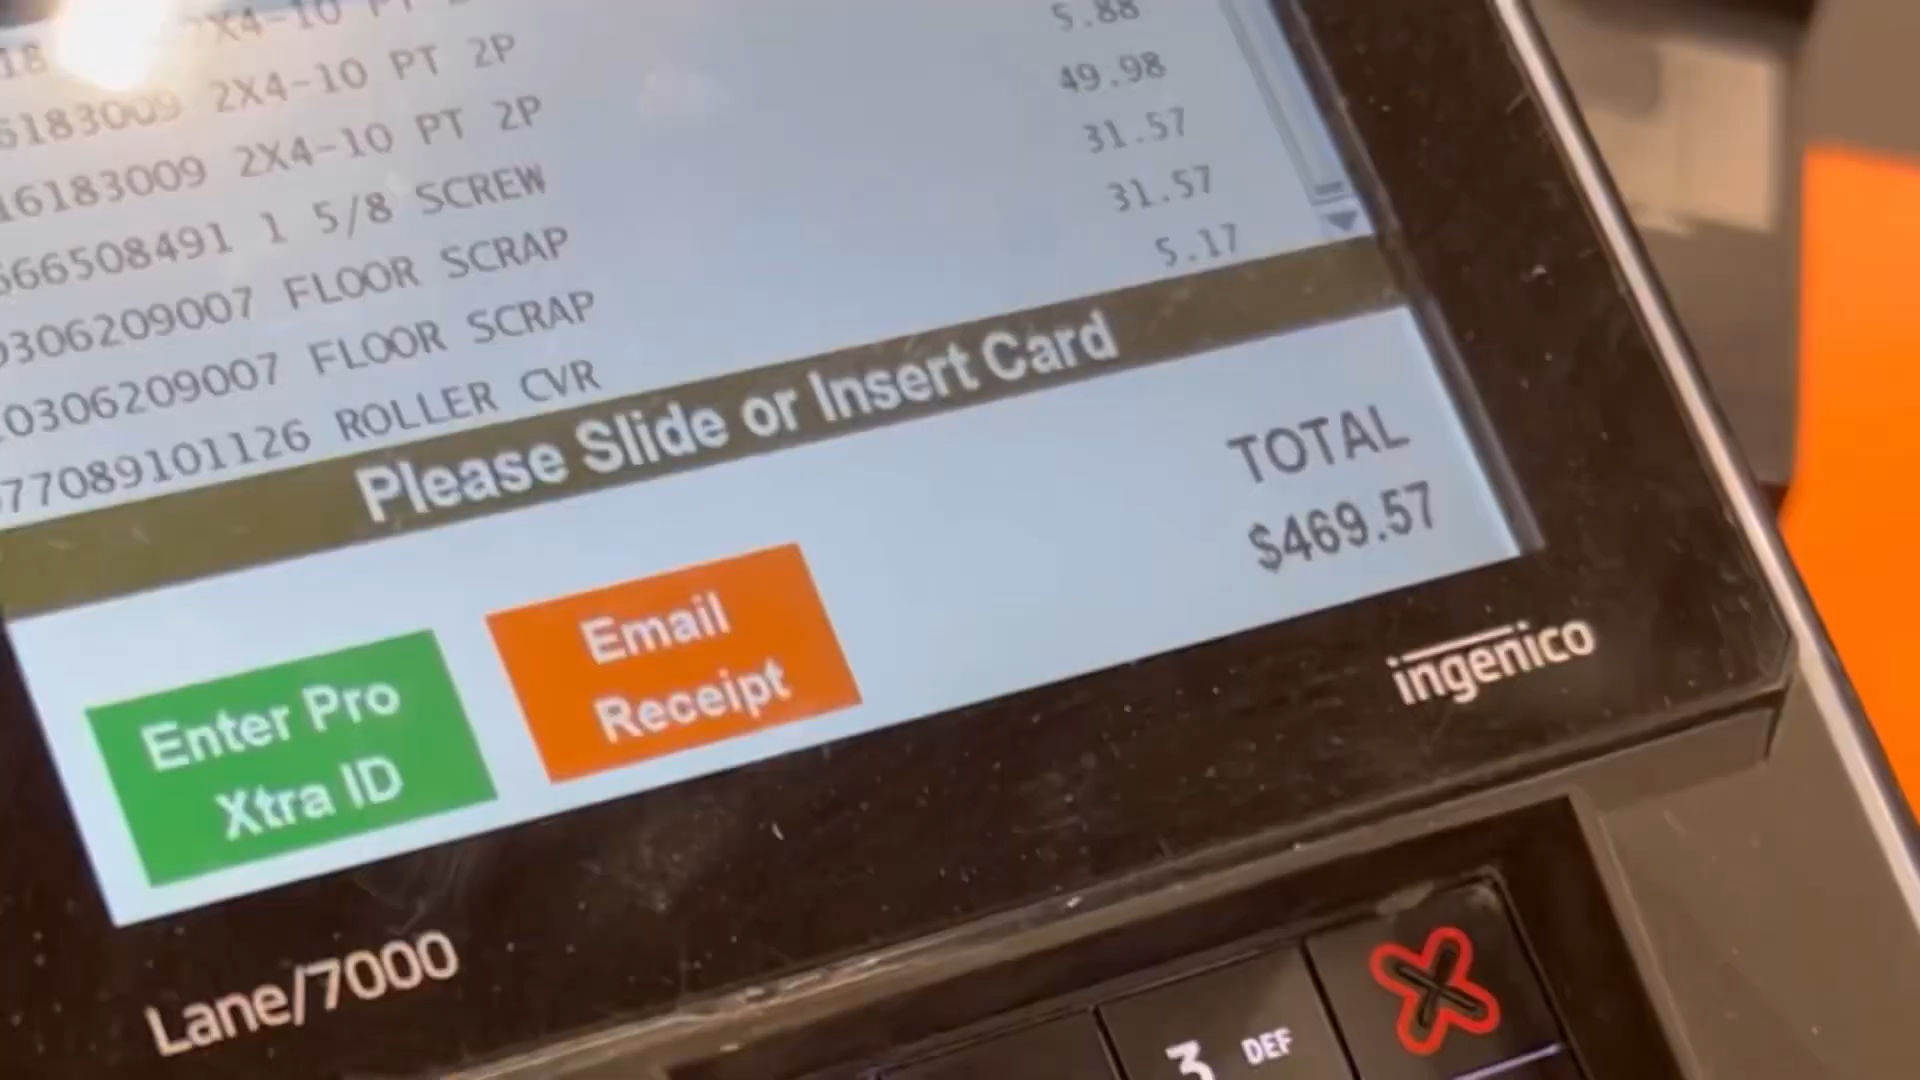 18 2X4-10 PT
6183009 2X4-10 PT 2P 5.88
16183009 2X4-10 PT 2P 49.98
666508491 1 5/8 SCREW 31.57
0306209007 FLOOR SCRAP 31.57
0306209007 FLOOR SCRAP 5.17
77089101126 ROLLER CVR
Please Slide or Insert Card
TOTAL
$469.57
Enter Pro
Xtra ID
Email
Receipt
ingenico
Lane/7000
3 DEF